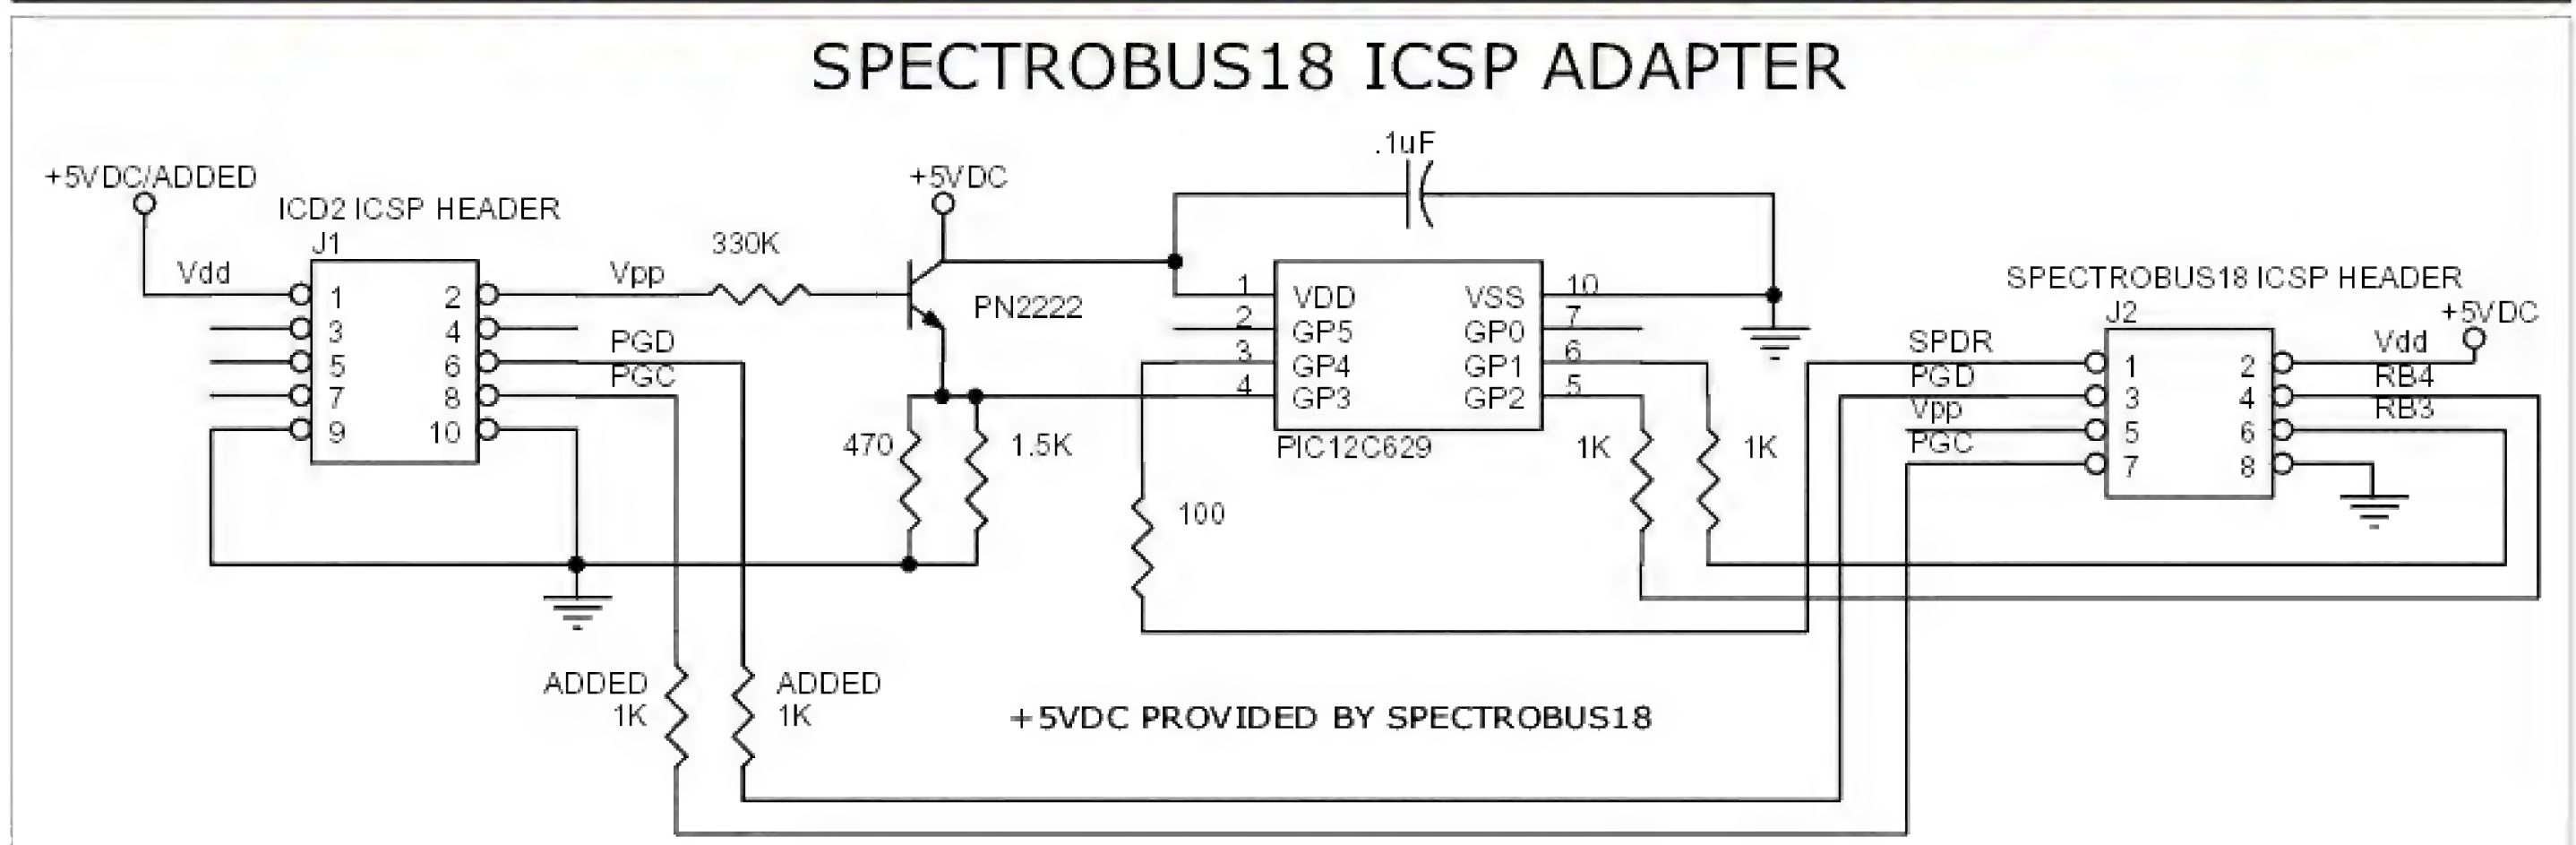 SPECTROBUS18 ICSP ADAPTER
.1uF
+5VDC/ADDED
+5VDC
ICD2 ICSP HEADER
J1
330K
Vdd
Vpp
1
2
3
4
5
6
7
8
9
10
PGD
PGC
PN2222
470
1.5K
1
VDD
VSS
10
2
GP5
GP0
7
3
GP4
GP1
6
4
GP3
GP2
5
PIC12C629
100
1K
1K
SPECTROBUS18 ICSP HEADER
J2
+5VDC
SPDR
PGD
Vpp
PGC
1
2
3
4
5
6
7
8
Vdd
RB4
RB3
ADDED
1K
ADDED
1K
+5VDC PROVIDED BY SPECTROBUS18